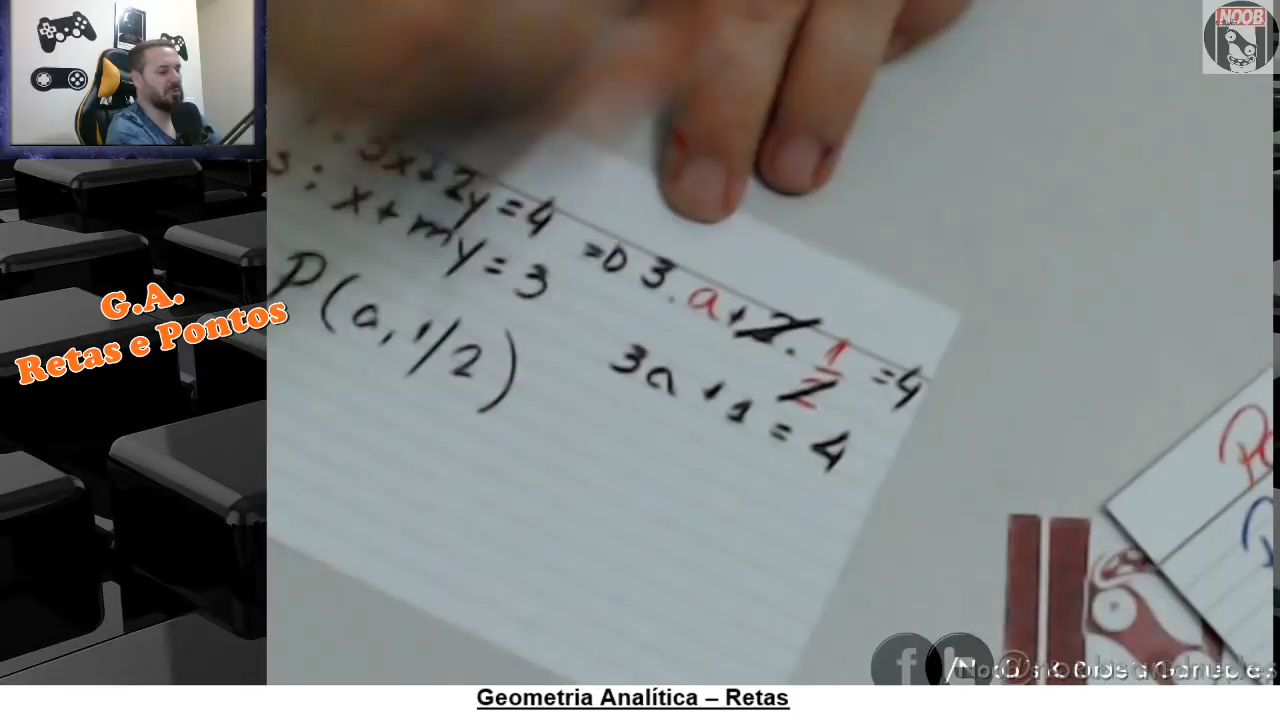 NOOB
G.A.
Retas e Pontos
: 3x + 2y = 4
s : x + my = 3
P(a, 1/2)
=D 3 . a + 2 . 1/2 = 4
3a + 1 = 4
Geometria Analítica – Retas